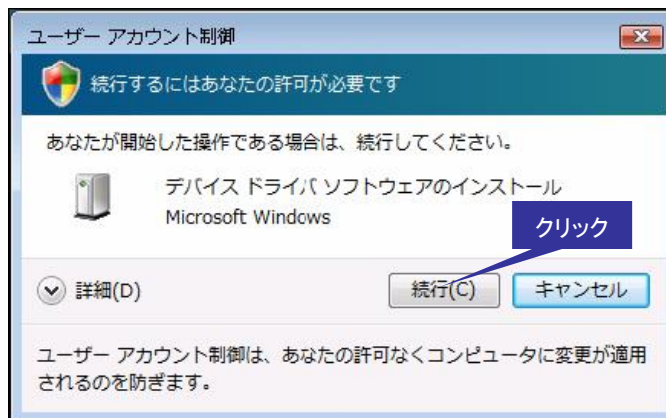 ユーザー アカウント制御
続行するにはあなたの許可が必要です
あなたが開始した操作である場合は、続行してください。
デバイス ドライバ ソフトウェアのインストール
Microsoft Windows
クリック
詳細(D)
続行(C)
キャンセル
ユーザー アカウント制御は、あなたの許可なくコンピュータに変更が適用
されるのを防ぎます。